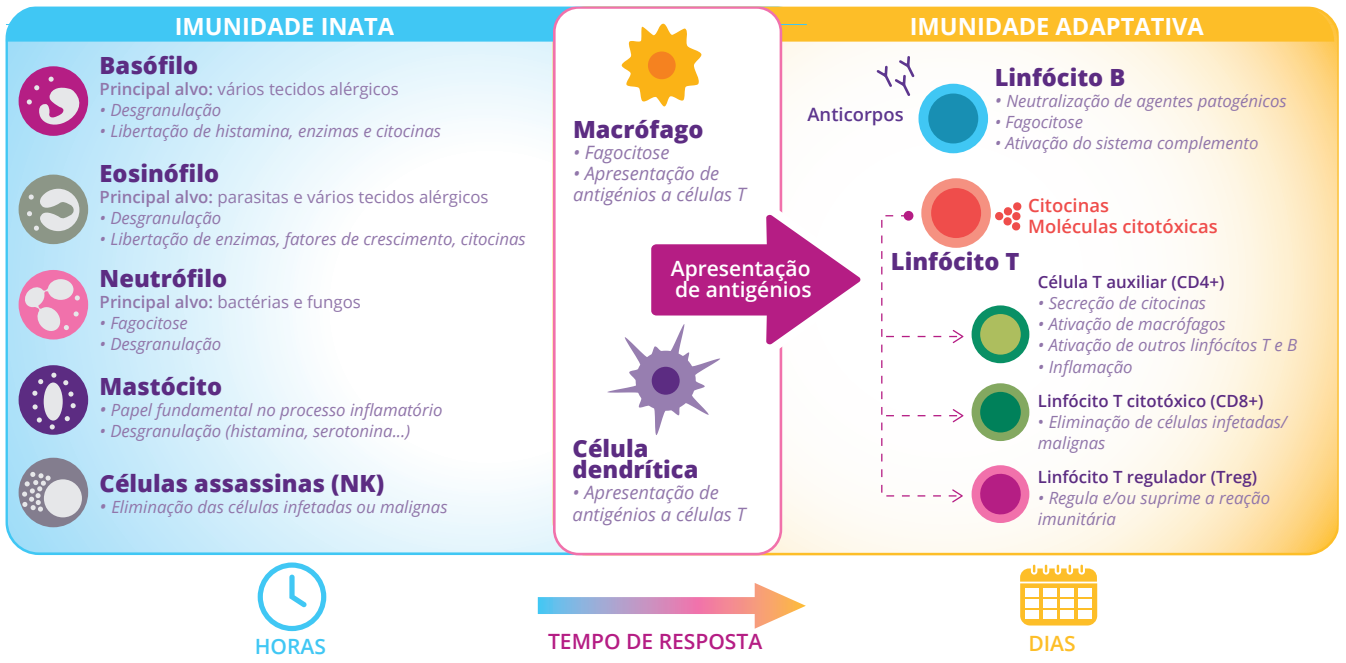 IMUNIDADE INATA
Basófilo
Principal alvo: vários tecidos alérgicos
• Desgranulação
• Libertação de histamina, enzimas e citocinas
Eosinófilo
Principal alvo: parasitas e vários tecidos alérgicos
• Desgranulação
• Libertação de enzimas, fatores de crescimento, citocinas
Neutrófilo
Principal alvo: bactérias e fungos
• Fagocitose
• Desgranulação
Mastócito
• Papel fundamental no processo inflamatório
• Desgranulação (histamina, serotonina...)
Células assassinas (NK)
• Eliminação das células infetadas ou malignas
Macrófago
• Fagocitose
• Apresentação de
antigénios a células T
Apresentação
de antigénios
Célula
dendrítica
• Apresentação de
antigénios a células T
IMUNIDADE ADAPTATIVA
Anticorpos
Linfócito B
• Neutralização de agentes patogénicos
• Fagocitose
• Ativação do sistema complemento
Citocinas
Moléculas citotóxicas
Linfócito T
Célula T auxiliar (CD4+)
• Secreção de citocinas
• Ativação de macrófagos
• Ativação de outros linfócítos T e B
• Inflamação
Linfócito T citotóxico (CD8+)
• Eliminação de células infetadas/
malignas
Linfócito T regulador (Treg)
• Regula e/ou suprime a reação
imunitária
HORAS
TEMPO DE RESPOSTA
DIAS